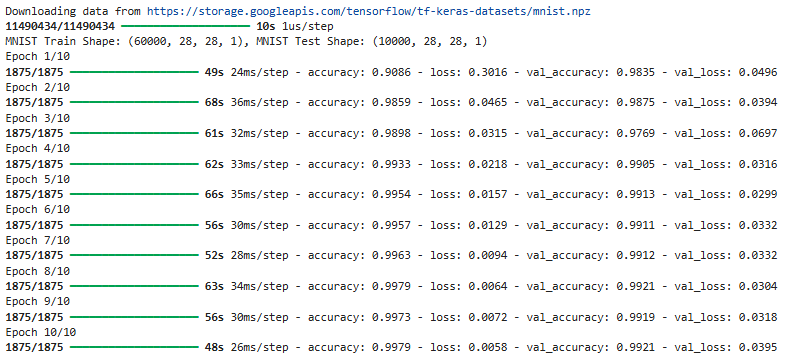 Downloading data from https://storage.googleapis.com/tensorflow/tf-keras-datasets/mnist.npz
11490434/11490434 ━━━━━━━━━━━━━━━━━━━━ 10s 1us/step
MNIST Train Shape: (60000, 28, 28, 1), MNIST Test Shape: (10000, 28, 28, 1)
Epoch 1/10
1875/1875 ━━━━━━━━━━━━━━━━━━━━ 49s 24ms/step - accuracy: 0.9086 - loss: 0.3016 - val_accuracy: 0.9835 - val_loss: 0.0496
Epoch 2/10
1875/1875 ━━━━━━━━━━━━━━━━━━━━ 68s 36ms/step - accuracy: 0.9859 - loss: 0.0465 - val_accuracy: 0.9875 - val_loss: 0.0394
Epoch 3/10
1875/1875 ━━━━━━━━━━━━━━━━━━━━ 61s 32ms/step - accuracy: 0.9898 - loss: 0.0315 - val_accuracy: 0.9769 - val_loss: 0.0697
Epoch 4/10
1875/1875 ━━━━━━━━━━━━━━━━━━━━ 62s 33ms/step - accuracy: 0.9933 - loss: 0.0218 - val_accuracy: 0.9905 - val_loss: 0.0316
Epoch 5/10
1875/1875 ━━━━━━━━━━━━━━━━━━━━ 66s 35ms/step - accuracy: 0.9954 - loss: 0.0157 - val_accuracy: 0.9913 - val_loss: 0.0299
Epoch 6/10
1875/1875 ━━━━━━━━━━━━━━━━━━━━ 56s 30ms/step - accuracy: 0.9957 - loss: 0.0129 - val_accuracy: 0.9911 - val_loss: 0.0332
Epoch 7/10
1875/1875 ━━━━━━━━━━━━━━━━━━━━ 52s 28ms/step - accuracy: 0.9963 - loss: 0.0094 - val_accuracy: 0.9912 - val_loss: 0.0332
Epoch 8/10
1875/1875 ━━━━━━━━━━━━━━━━━━━━ 63s 34ms/step - accuracy: 0.9979 - loss: 0.0064 - val_accuracy: 0.9921 - val_loss: 0.0304
Epoch 9/10
1875/1875 ━━━━━━━━━━━━━━━━━━━━ 56s 30ms/step - accuracy: 0.9973 - loss: 0.0072 - val_accuracy: 0.9919 - val_loss: 0.0318
Epoch 10/10
1875/1875 ━━━━━━━━━━━━━━━━━━━━ 48s 26ms/step - accuracy: 0.9979 - loss: 0.0058 - val_accuracy: 0.9921 - val_loss: 0.0395